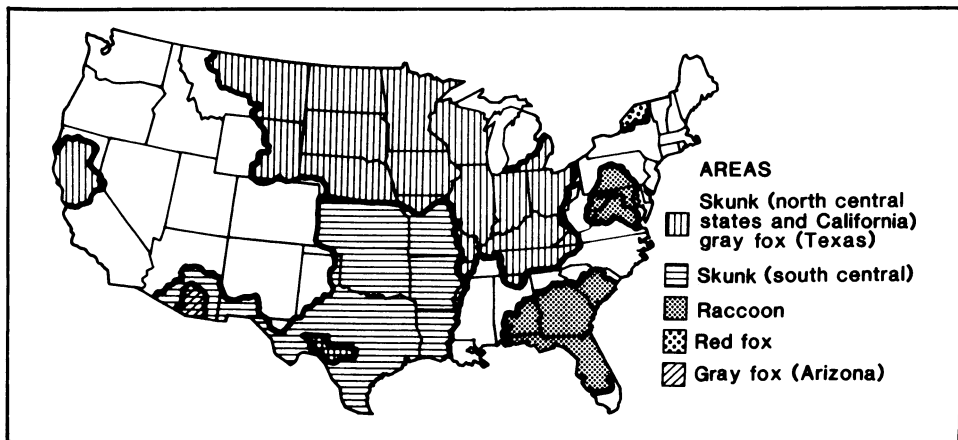 AREAS
Skunk (north central
states and California)
gray fox (Texas)
Skunk (south central)
Raccoon
Red fox
Gray fox (Arizona)